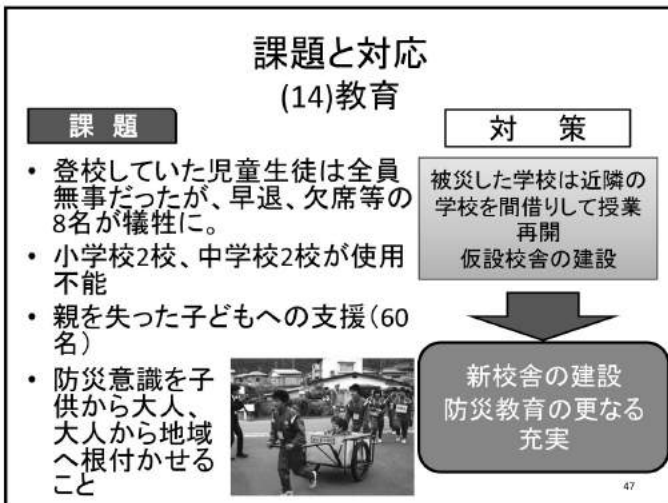 課題と対応
(14)教育
課 題
• 登校していた児童生徒は全員
無事だったが、早退、欠席等の
8名が犠牲に。
• 小学校2校、中学校2校が使用
不能
• 親を失った子どもへの支援(60
名)
• 防災意識を子
供から大人、
大人から地域
へ根付かせる
こと
対 策
被災した学校は近隣の
学校を間借りして授業
再開
仮設校舎の建設
新校舎の建設
防災教育の更なる
充実
47